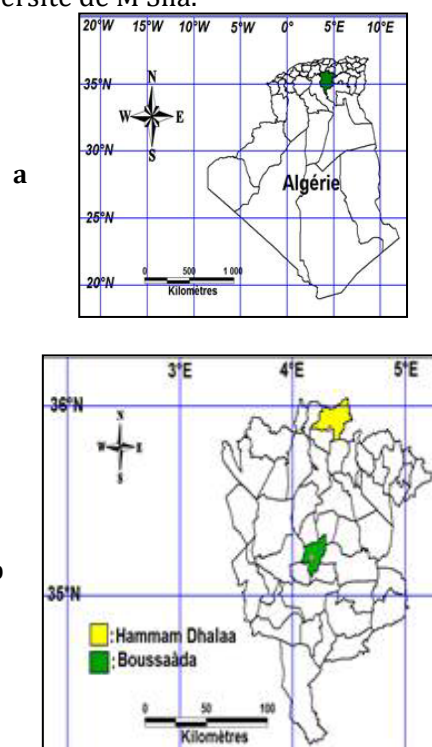 ersité de M'Sila.
20°W 15°W 10°W 5°W 0°E 5°E 10°E
35°N
N
W E
S
30°N
a
Algérie
25°N
0 500 1 000
Kilomètres
20°N
3°E 4°E 5°E
36°N
N
W E
S
35°N
: Hammam Dhalaa
: Boussaàda
0 50 100
Kilomètres